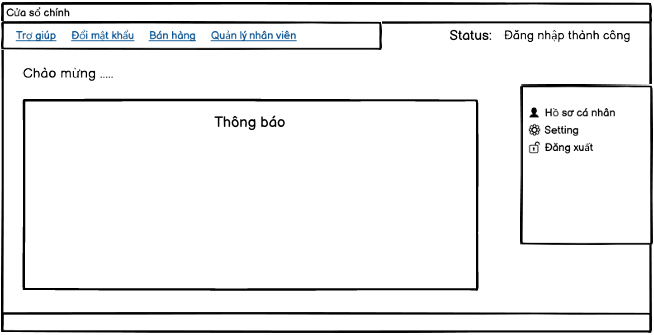 Cửa sổ chính
Trợ giúp Đổi mật khẩu Bán hàng Quản lý nhân viên Status: Đăng nhập thành công
Chào mừng .....
Thông báo
Hồ sơ cá nhân
Setting
Đăng xuất